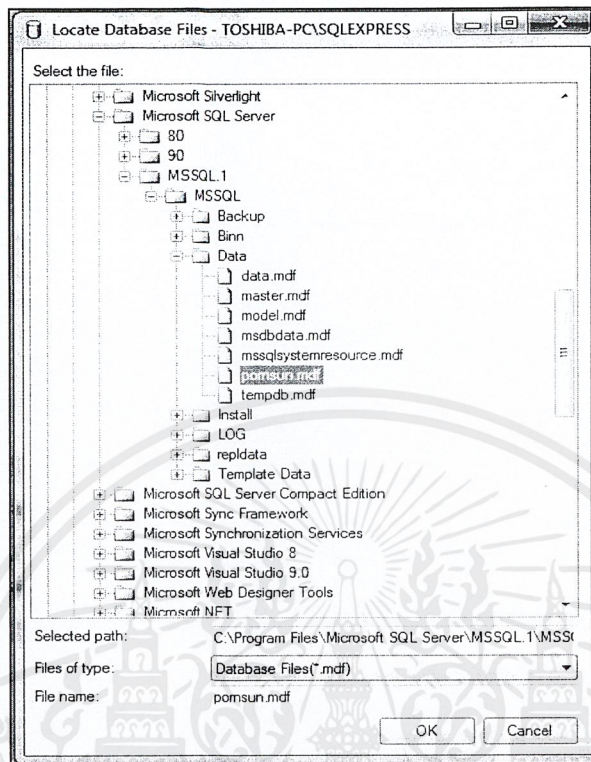 Locate Database Files - TOSHIBA-PC\SQLEXPRESS
Select the file:
Microsoft Silverlight
Microsoft SQL Server
80
90
MSSQL.1
MSSQL
Backup
Binn
Data
data.mdf
master.mdf
model.mdf
msdbdata.mdf
mssqlsystemresource.mdf
pornsun.mdf
tempdb.mdf
Install
LOG
repldata
Template Data
Microsoft SQL Server Compact Edition
Microsoft Sync Framework
Microsoft Synchronization Services
Microsoft Visual Studio 8
Microsoft Visual Studio 9.0
Microsoft Web Designer Tools
Microsoft.NET
Selected path: C:\Program Files\Microsoft SQL Server\MSSQL.1\MSS(
Files of type: Database Files(*.mdf)
File name: pornsun.mdf
OK Cancel